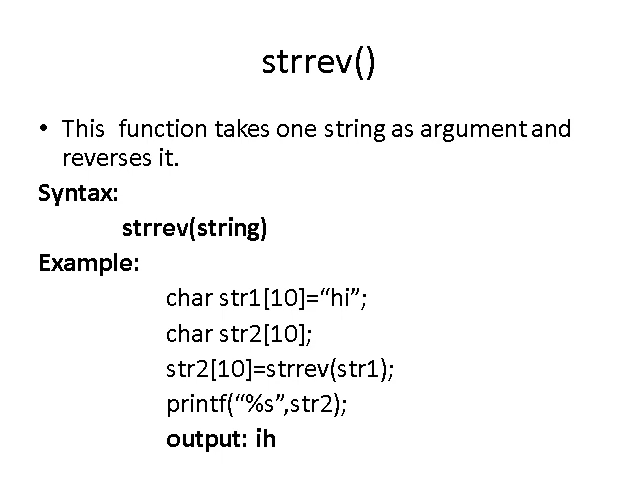 strrev()
• This function takes one string as argument and
reverses it.
Syntax:
strrev(string)
Example:
char str1[10]=“hi”;
char str2[10];
str2[10]=strrev(str1);
printf(“%s”,str2);
output: ih